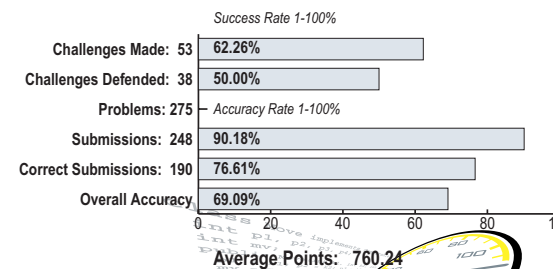 Success Rate 1-100%
Challenges Made: 53 62.26%
Challenges Defended: 38 50.00%
Problems: 275 Accuracy Rate 1-100%
Submissions: 248 90.18%
Correct Submissions: 190 76.61%
Overall Accuracy 69.09%
0 20 40 60 80
Average Points: 760.24
80
100